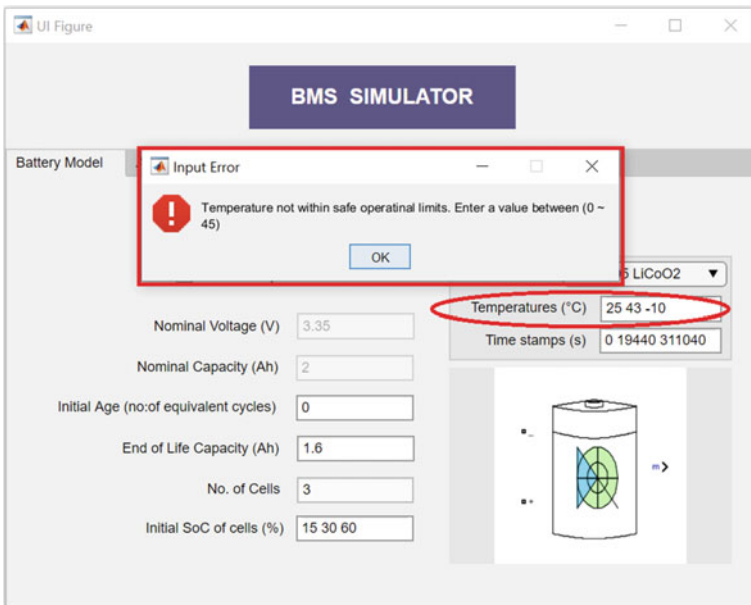 UI Figure
BMS SIMULATOR
Battery Model
Input Error
Temperature not within safe operatinal limits. Enter a value between (0 ~
45)
OK
LiCoO2
Temperatures (°C) 25 43 -10
Nominal Voltage (V) 3.35
Time stamps (s) 0 19440 311040
Nominal Capacity (Ah) 2
Initial Age (no:of equivalent cycles) 0
End of Life Capacity (Ah) 1.6
No. of Cells 3
Initial SoC of cells (%) 15 30 60
m